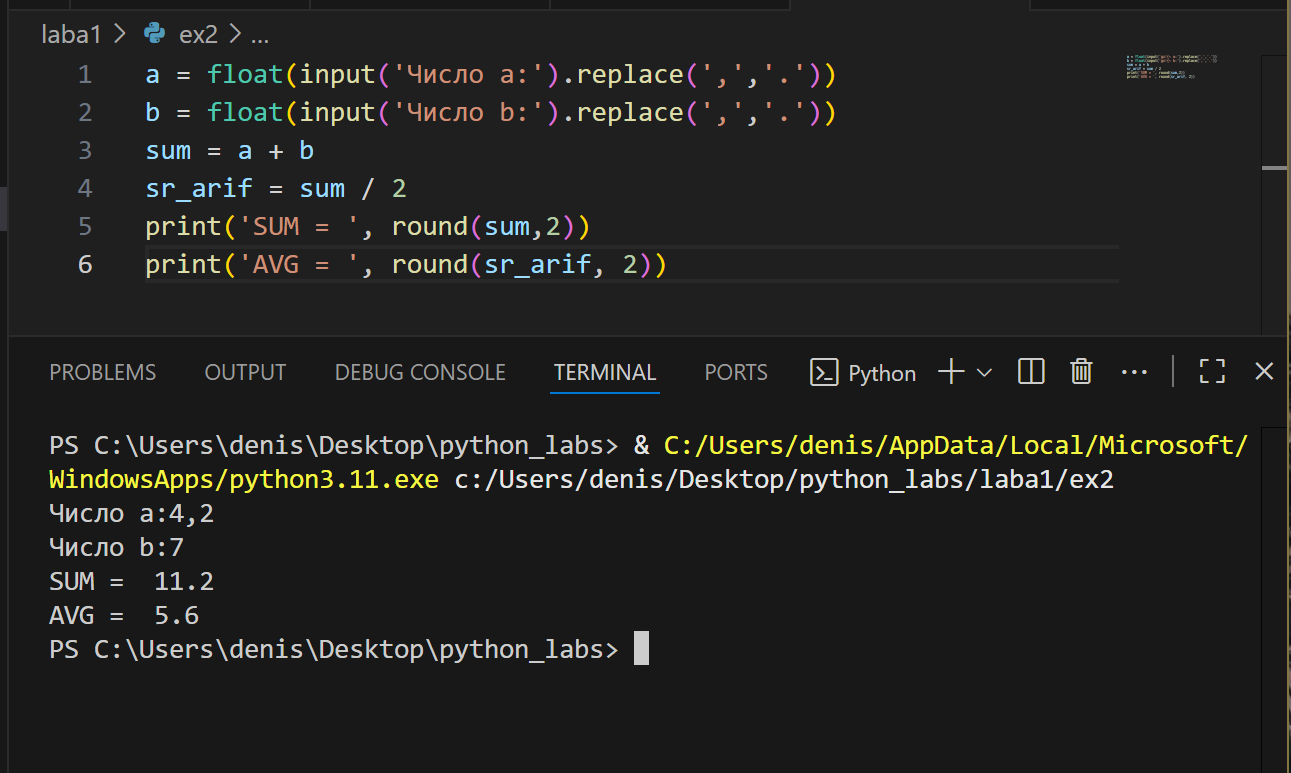 laba1 > ex2 > ...
1 a = float(input('Число a:').replace(',','.'))
2 b = float(input('Число b:').replace(',','.'))
3 sum = a + b
4 sr_arif = sum / 2
5 print('SUM = ', round(sum,2))
6 print('AVG = ', round(sr_arif, 2))
PROBLEMS OUTPUT DEBUG CONSOLE TERMINAL PORTS Python
PS C:\Users\denis\Desktop\python_labs> & C:/Users/denis/AppData/Local/Microsoft/
WindowsApps/python3.11.exe c:/Users/denis/Desktop/python_labs/laba1/ex2
Число a:4,2
Число b:7
SUM =  11.2
AVG =  5.6
PS C:\Users\denis\Desktop\python_labs>